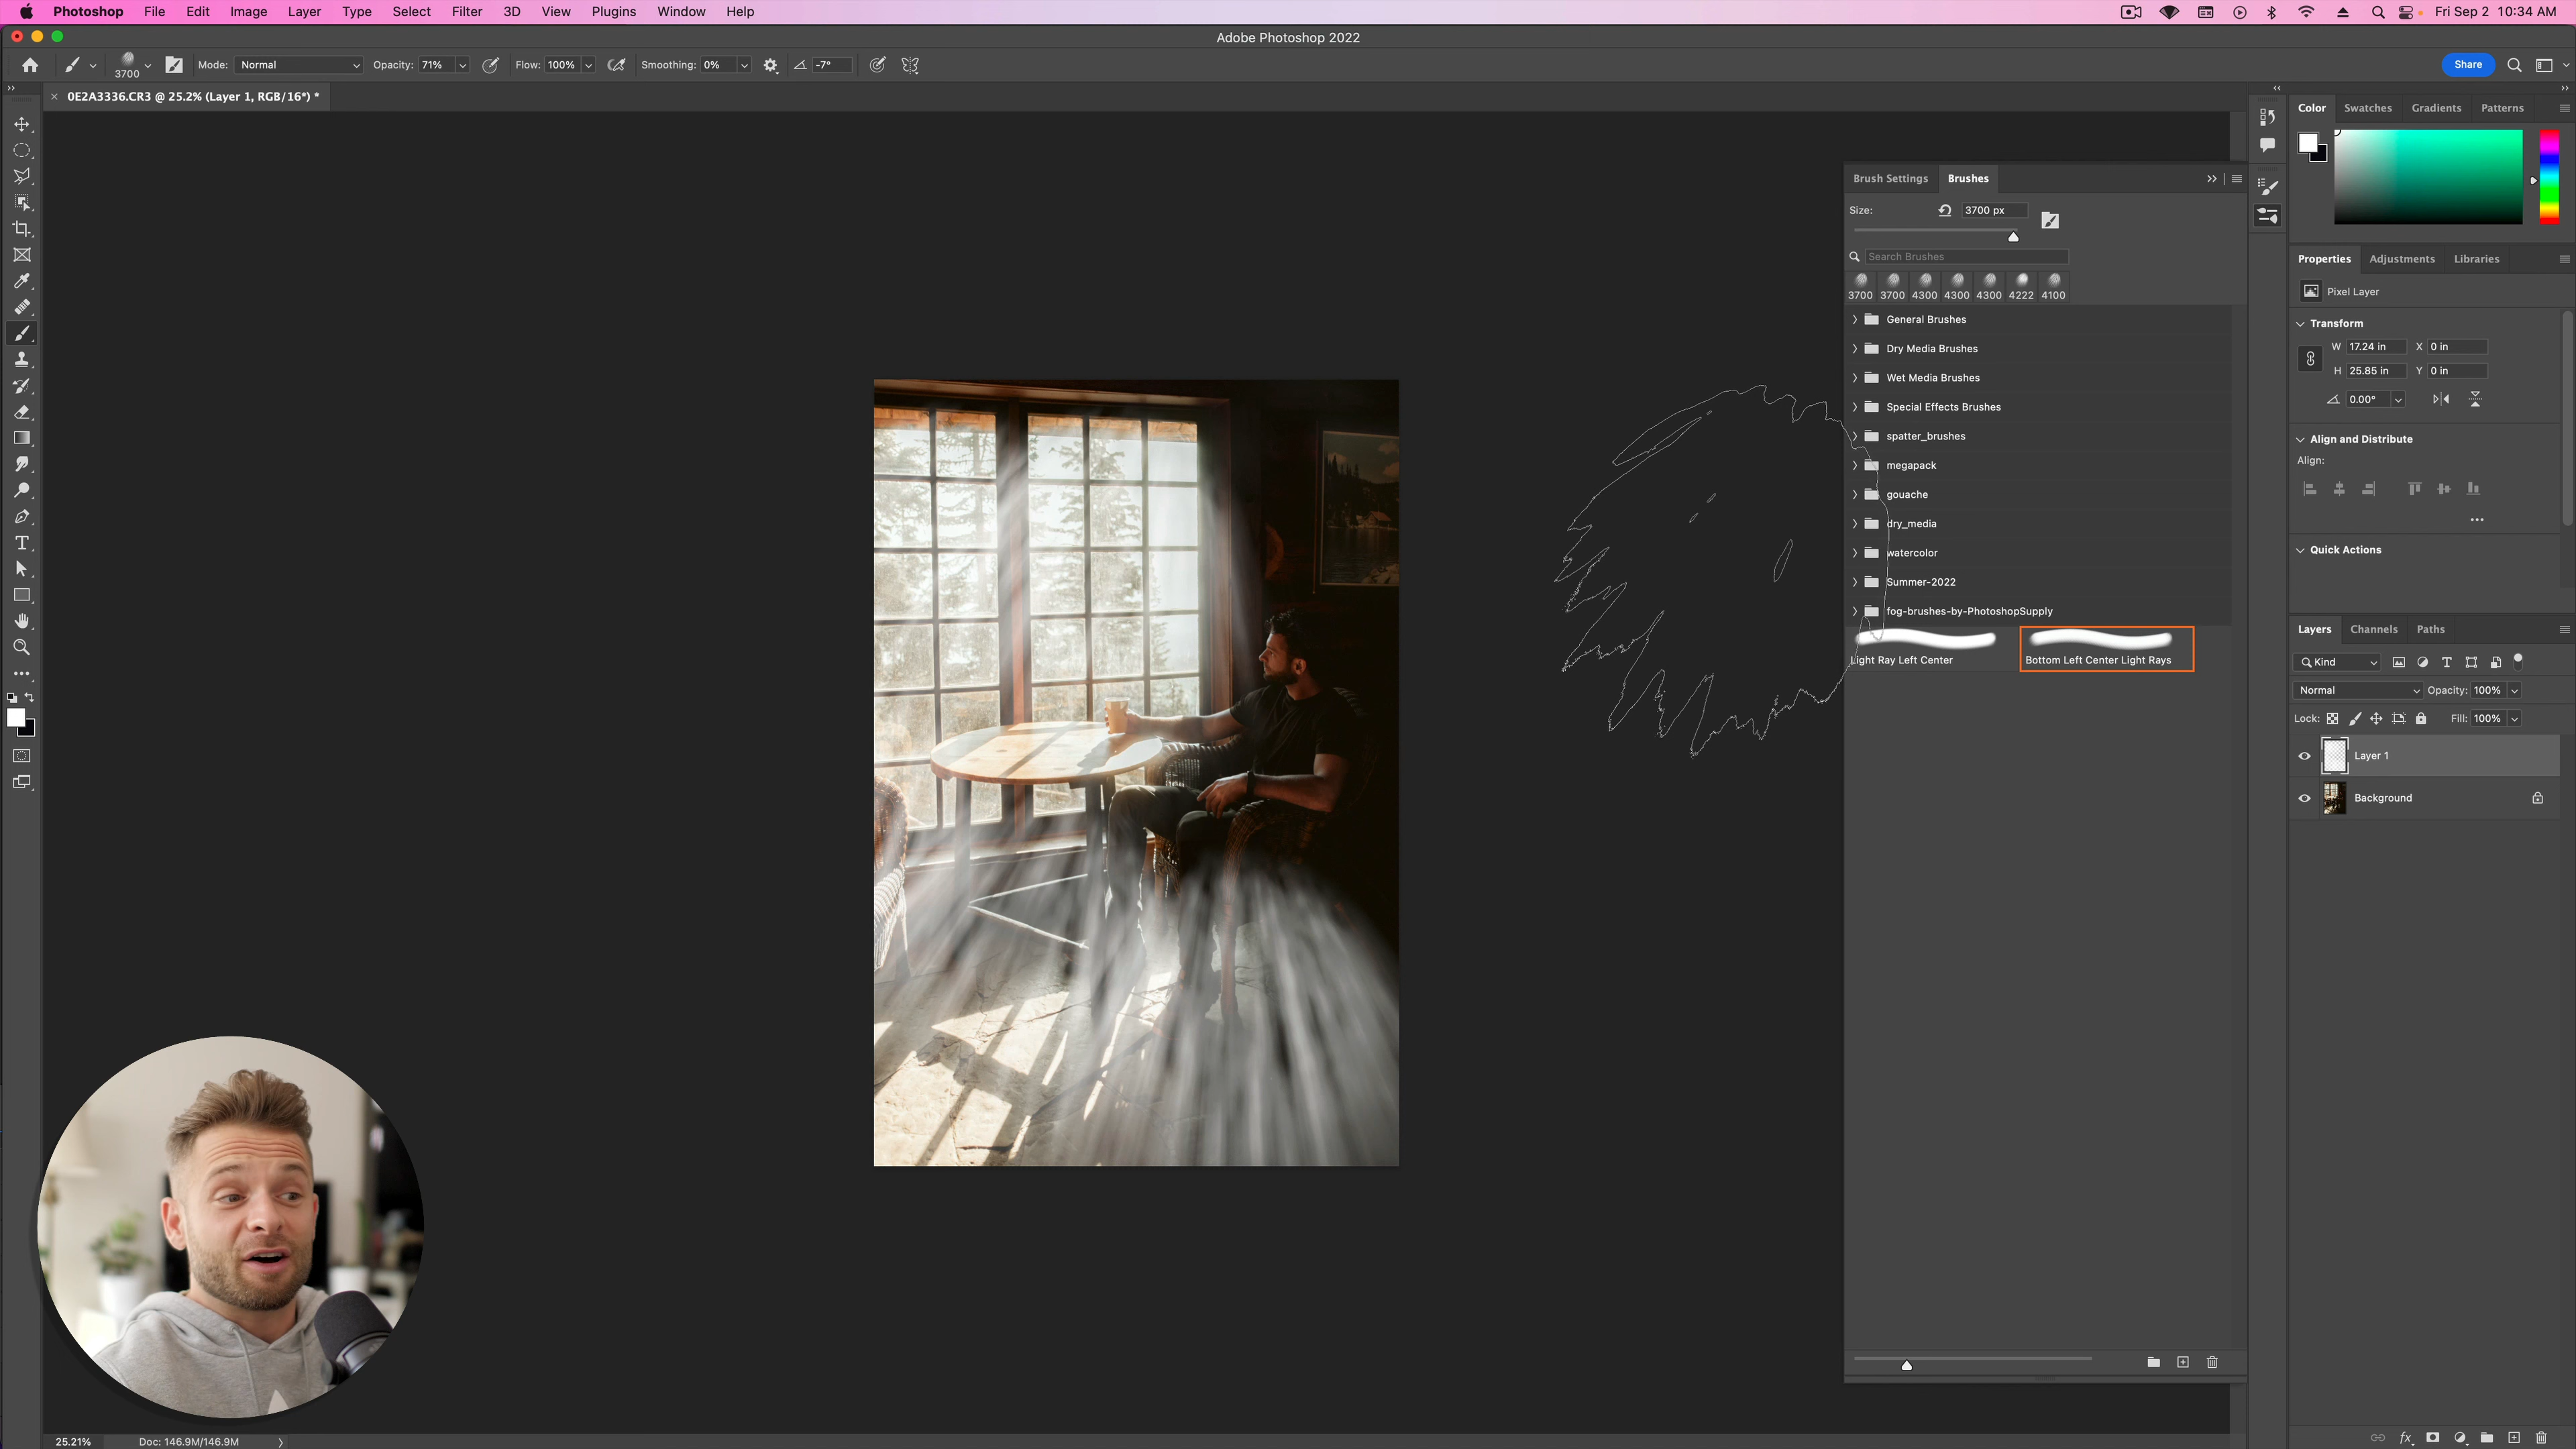 Photoshop File Edit Image Layer Type Select Filter 3D View Plugins Window Help Fri Sep 2 10:34 AM
Adobe Photoshop 2022
3700 Mode: Normal Opacity: 71% Flow: 100% Smoothing: 0% -7° Share
0E2A3336.CR3 @ 25.2% (Layer 1, RGB/16*) *
Color Swatches Gradients Patterns
Brush Settings Brushes
Size: 3700 px
Search Brushes
3700 3700 4300 4300 4300 4222 4100
General Brushes
Dry Media Brushes
Wet Media Brushes
Special Effects Brushes
spatter_brushes
megapack
gouache
dry_media
watercolor
Summer-2022
fog-brushes-by-PhotoshopSupply
Light Ray Left Center Bottom Left Center Light Rays
Properties Adjustments Libraries
Pixel Layer
Transform
W 17.24 in X 0 in
H 25.85 in Y 0 in
0.00°
Align and Distribute
Align:
Quick Actions
Layers Channels Paths
Kind
Normal Opacity: 100%
Lock: Fill: 100%
Layer 1
Background
fx
25.21% Doc: 146.9M/146.9M